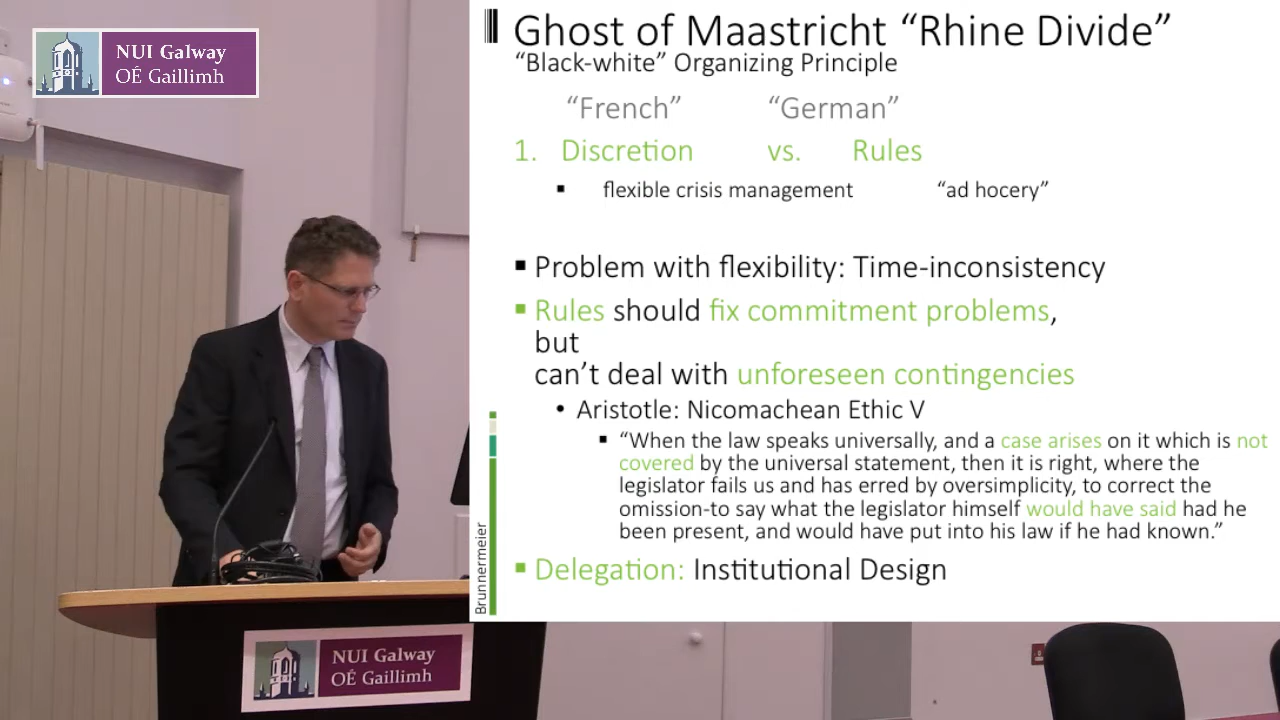 NUI Galway
OÉ Gaillimh
Ghost of Maastricht “Rhine Divide”
“Black-white” Organizing Principle
“French” “German”
1. Discretion vs. Rules
▪ flexible crisis management “ad hocery”
▪ Problem with flexibility: Time-inconsistency
▪ Rules should fix commitment problems,
but
can’t deal with unforeseen contingencies
• Aristotle: Nicomachean Ethic V
▪ “When the law speaks universally, and a case arises on it which is not
covered by the universal statement, then it is right, where the
legislator fails us and has erred by oversimplicity, to correct the
omission-to say what the legislator himself would have said had he
been present, and would have put into his law if he had known.”
▪ Delegation: Institutional Design
Brunnermeier
NUI Galway
OÉ Gaillimh